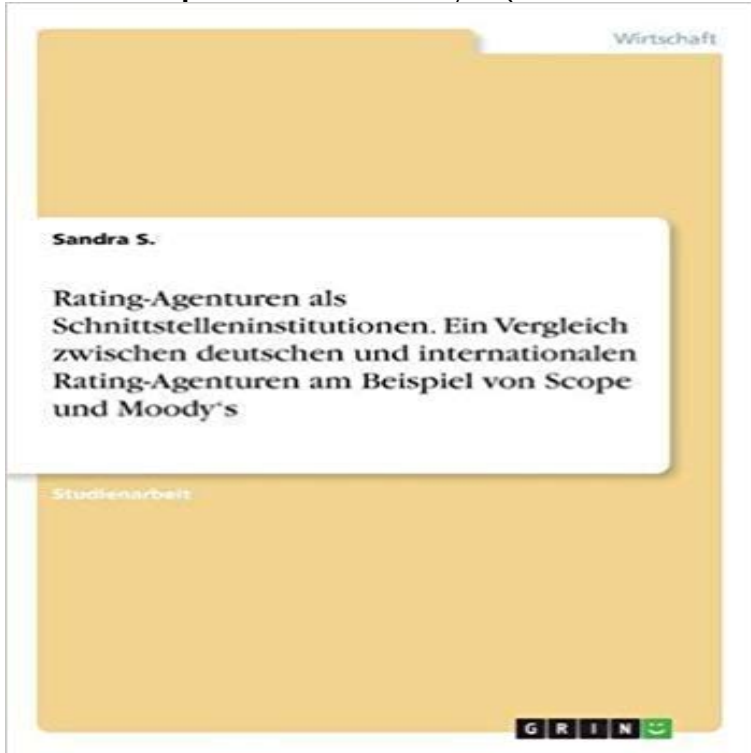 Wirtschaft
Sandra S.
Rating-Agenturen als
Schnittstelleninstitutionen. Ein Vergleich
zwischen deutschen und internationalen
Rating-Agenturen am Beispiel von Scope
und Moody‘s
Studienarbeit
GRIN